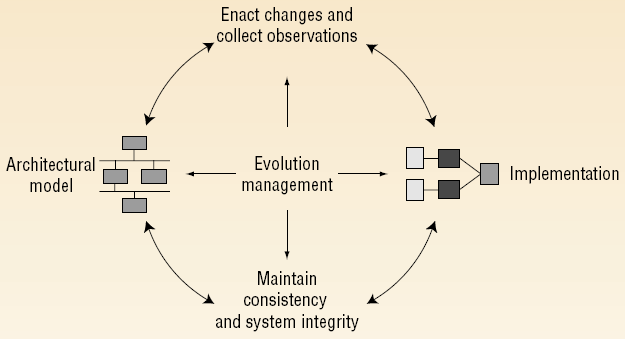 Enact changes and
collect observations
Architectural
model
Evolution
management
Implementation
Maintain
consistency
and system integrity